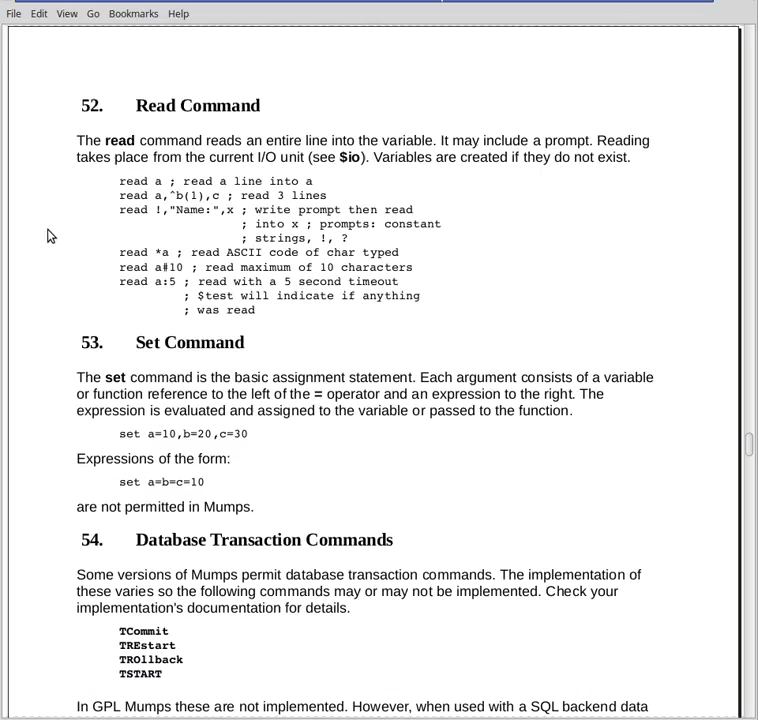 File Edit View Go Bookmarks Help
52. Read Command
The read command reads an entire line into the variable. It may include a prompt. Reading
takes place from the current I/O unit (see $io). Variables are created if they do not exist.
read a ; read a line into a
read a,^b(1),c ; read 3 lines
read !,"Name:",x ; write prompt then read
; into x ; prompts: constant
; strings, !, ?
read *a ; read ASCII code of char typed
read a#10 ; read maximum of 10 characters
read a:5 ; read with a 5 second timeout
; $test will indicate if anything
; was read
53. Set Command
The set command is the basic assignment statement. Each argument consists of a variable
or function reference to the left of the = operator and an expression to the right. The
expression is evaluated and assigned to the variable or passed to the function.
set a=10,b=20,c=30
Expressions of the form:
set a=b=c=10
are not permitted in Mumps.
54. Database Transaction Commands
Some versions of Mumps permit database transaction commands. The implementation of
these varies so the following commands may or may not be implemented. Check your
implementation's documentation for details.
TCommit
TREstart
TROllback
TSTART
In GPL Mumps these are not implemented. However, when used with a SQL backend data